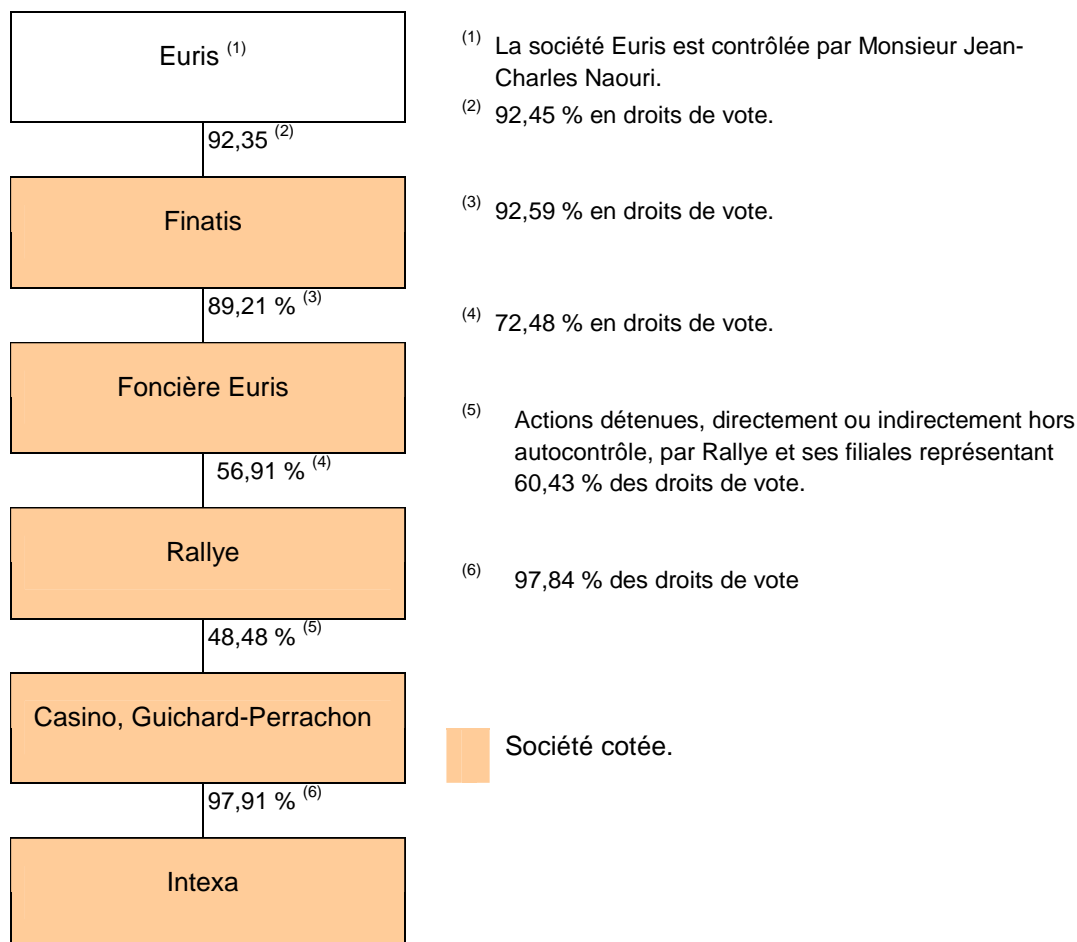 Euris (1)
92,35 (2)
Finatis
89,21 % (3)
Foncière Euris
56,91 % (4)
Rallye
48,48 % (5)
Casino, Guichard-Perrachon
97,91 % (6)
Intexa
(1) La société Euris est contrôlée par Monsieur Jean-
Charles Naouri.
(2) 92,45 % en droits de vote.
(3) 92,59 % en droits de vote.
(4) 72,48 % en droits de vote.
(5) Actions détenues, directement ou indirectement hors
autocontrôle, par Rallye et ses filiales représentant
60,43 % des droits de vote.
(6) 97,84 % des droits de vote
Société cotée.